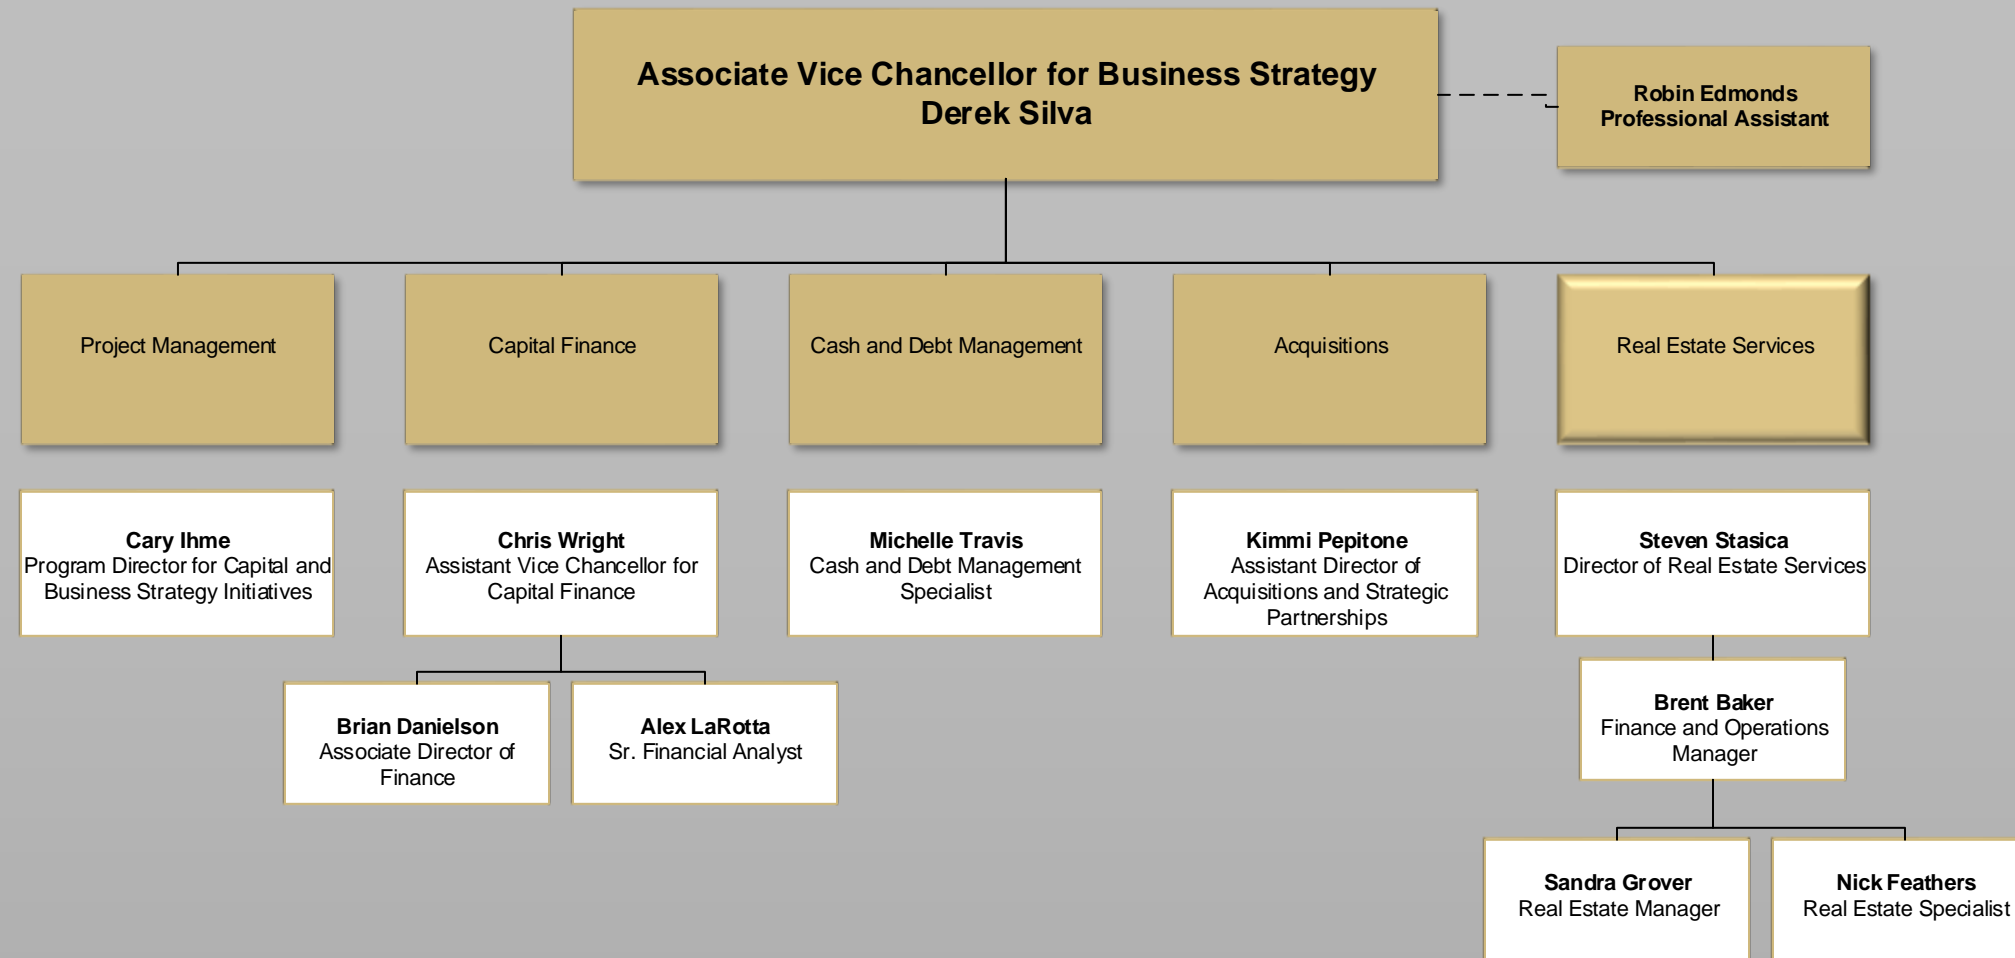 Associate Vice Chancellor for Business Strategy
Derek Silva
Robin Edmonds
Professional Assistant
Project Management
Capital Finance
Cash and Debt Management
Acquisitions
Real Estate Services
Cary Ihme
Program Director for Capital and
Business Strategy Initiatives
Chris Wright
Assistant Vice Chancellor for
Capital Finance
Michelle Travis
Cash and Debt Management
Specialist
Kimmi Pepitone
Assistant Director of
Acquisitions and Strategic
Partnerships
Steven Stasica
Director of Real Estate Services
Brian Danielson
Associate Director of
Finance
Alex LaRotta
Sr. Financial Analyst
Brent Baker
Finance and Operations
Manager
Sandra Grover
Real Estate Manager
Nick Feathers
Real Estate Specialist